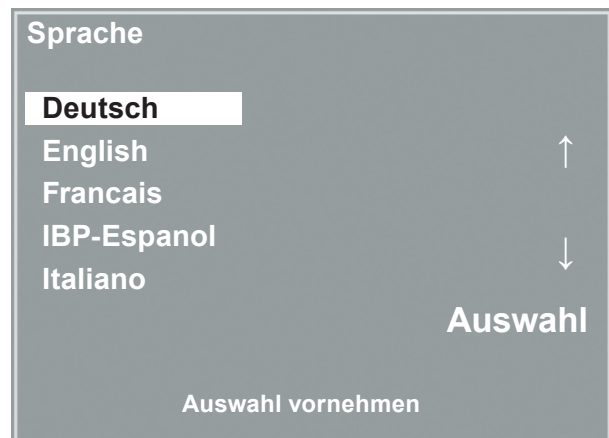 Sprache
Deutsch
English
Francais
IBP-Espanol
Italiano
↑
↓
Auswahl
Auswahl vornehmen